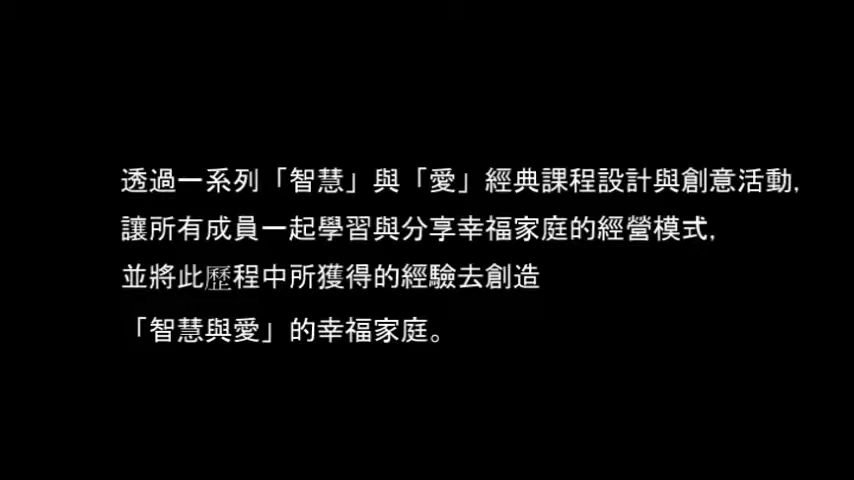 透過一系列「智慧」與「愛」經典課程設計與創意活動,
讓所有成員一起學習與分享幸福家庭的經營模式,
並將此歷程中所獲得的經驗去創造
「智慧與愛」的幸福家庭。